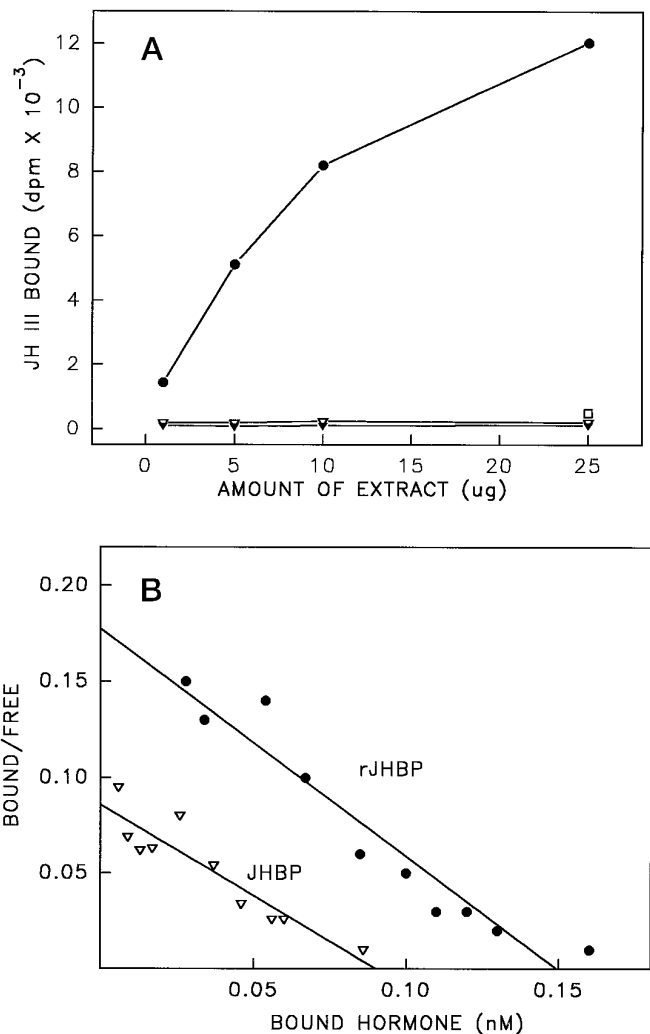 A
JH III BOUND (dpm X 10⁻³)
12
10
8
6
4
2
0
0 5 10 15 20 25
AMOUNT OF EXTRACT (ug)
B
BOUND/FREE
0.20
0.15
0.10
0.05
rJHBP
JHBP
0.05 0.10 0.15
BOUND HORMONE (nM)